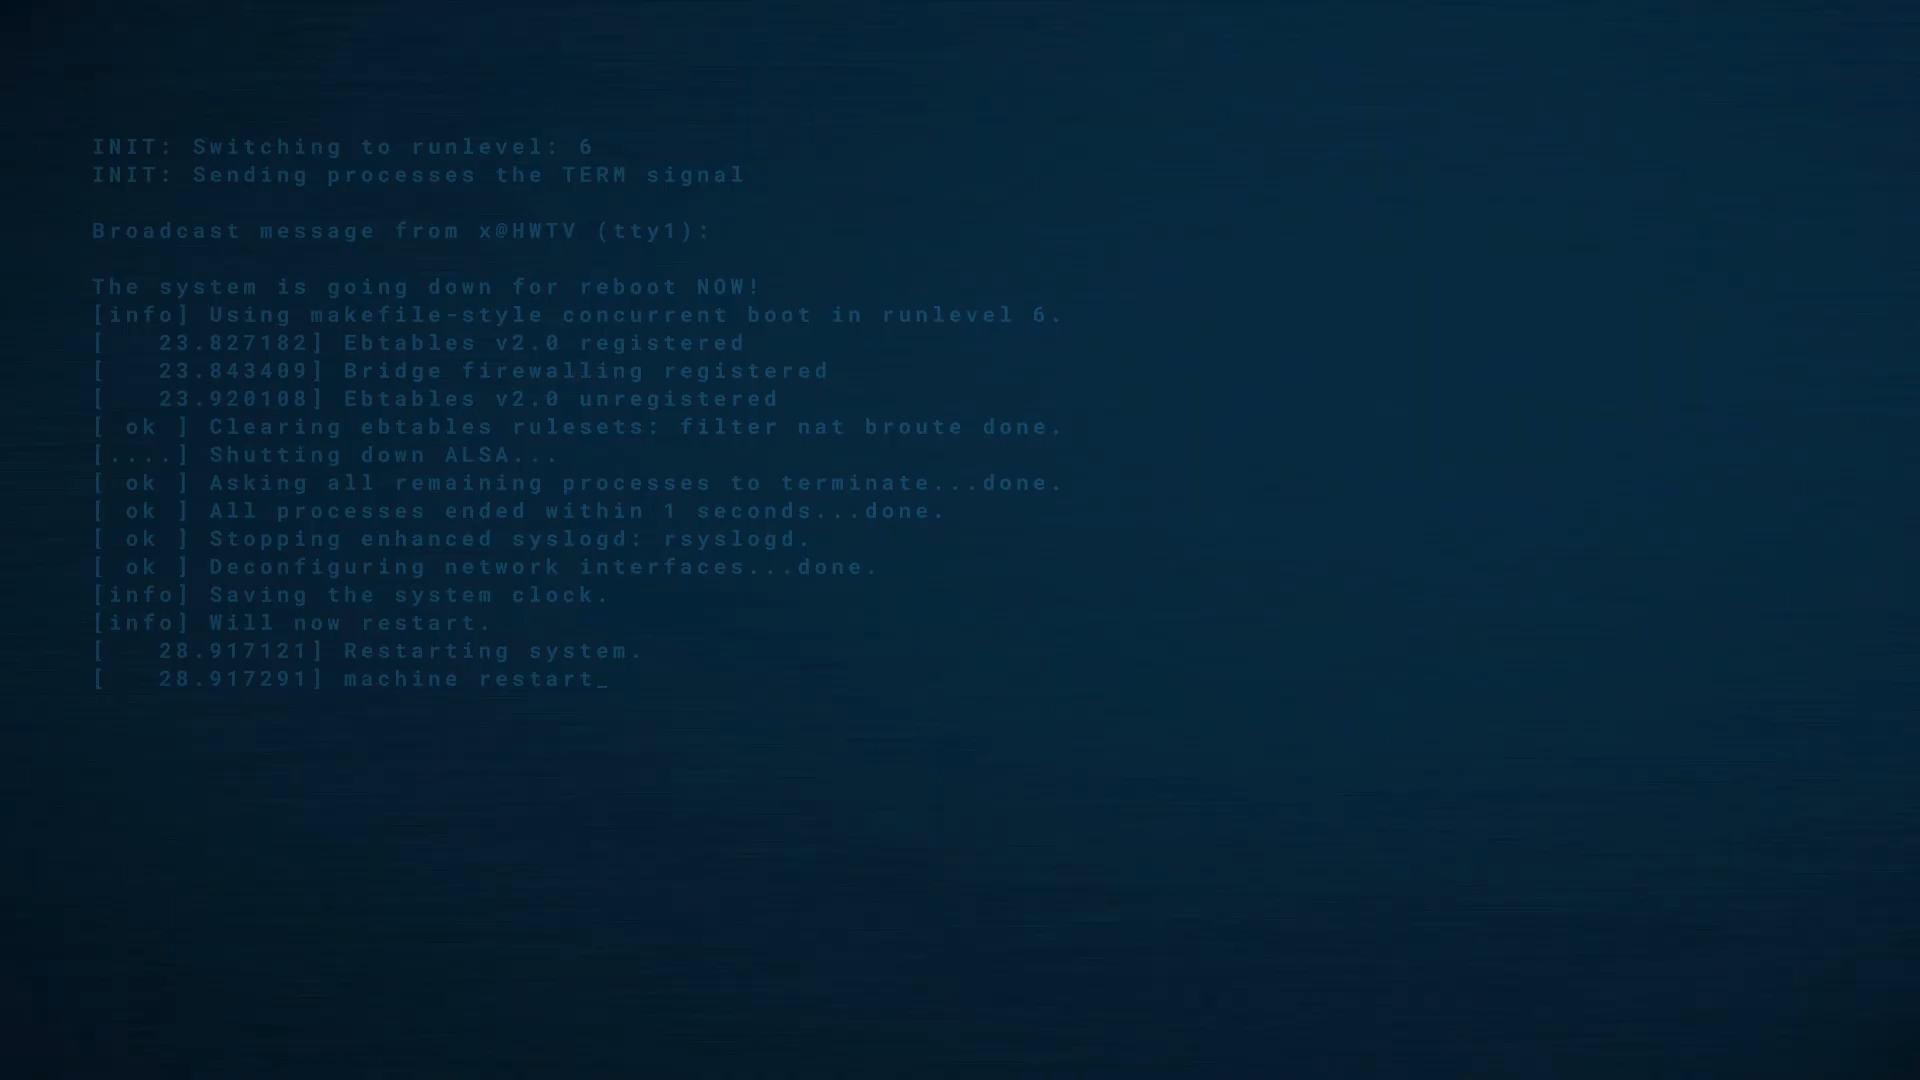 INIT: Switching to runlevel: 6
INIT: Sending processes the TERM signal
Broadcast message from x@HWTV (tty1):
The system is going down for reboot NOW!
[info] Using makefile-style concurrent boot in runlevel 6.
[   23.827182] Ebtables v2.0 registered
[   23.843409] Bridge firewalling registered
[   23.920108] Ebtables v2.0 unregistered
[ ok ] Clearing ebtables rulesets: filter nat broute done.
[....] Shutting down ALSA...
[ ok ] Asking all remaining processes to terminate...done.
[ ok ] All processes ended within 1 seconds...done.
[ ok ] Stopping enhanced syslogd: rsyslogd.
[ ok ] Deconfiguring network interfaces...done.
[info] Saving the system clock.
[info] Will now restart.
[   28.917121] Restarting system.
[   28.917291] machine restart_